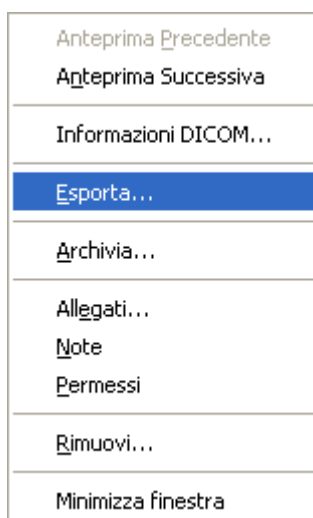 Anteprima Precedente
Anteprima Successiva
Informazioni DICOM...
Esporta...
Archivia...
Allegati...
Note
Permessi
Rimuovi...
Minimizza finestra